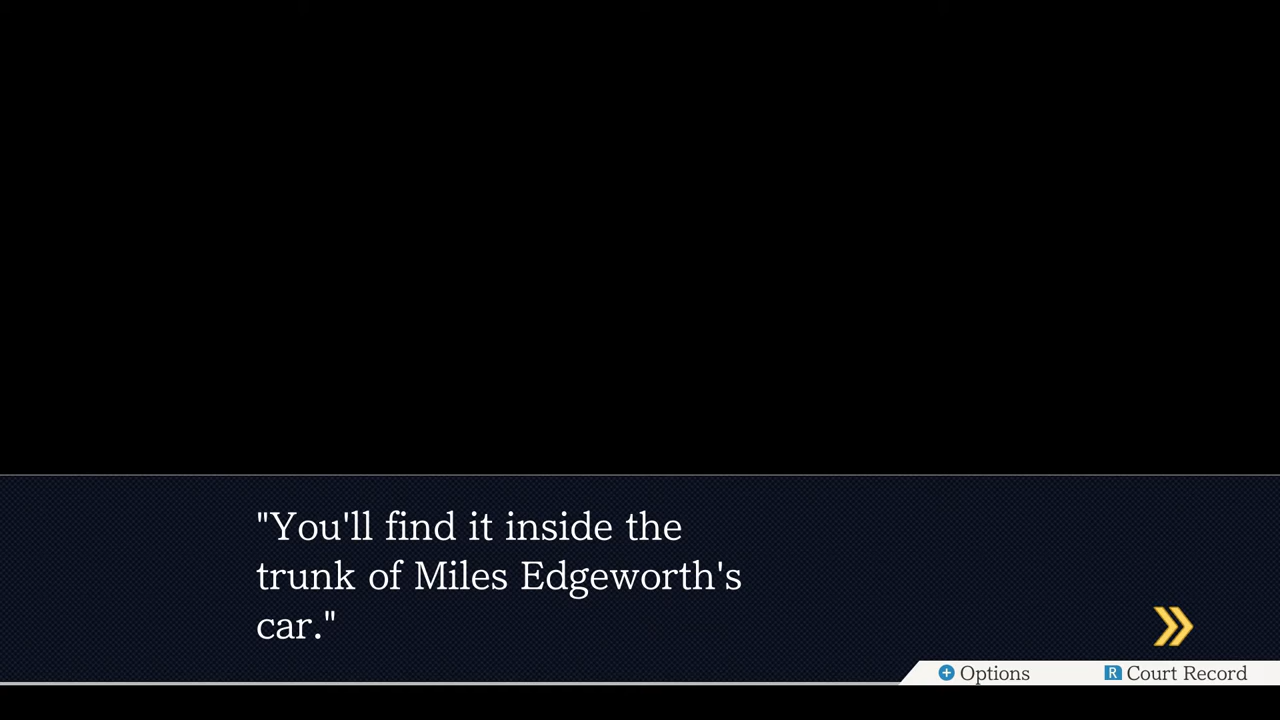 "You'll find it inside the
trunk of Miles Edgeworth's
car."
+ Options
R Court Record